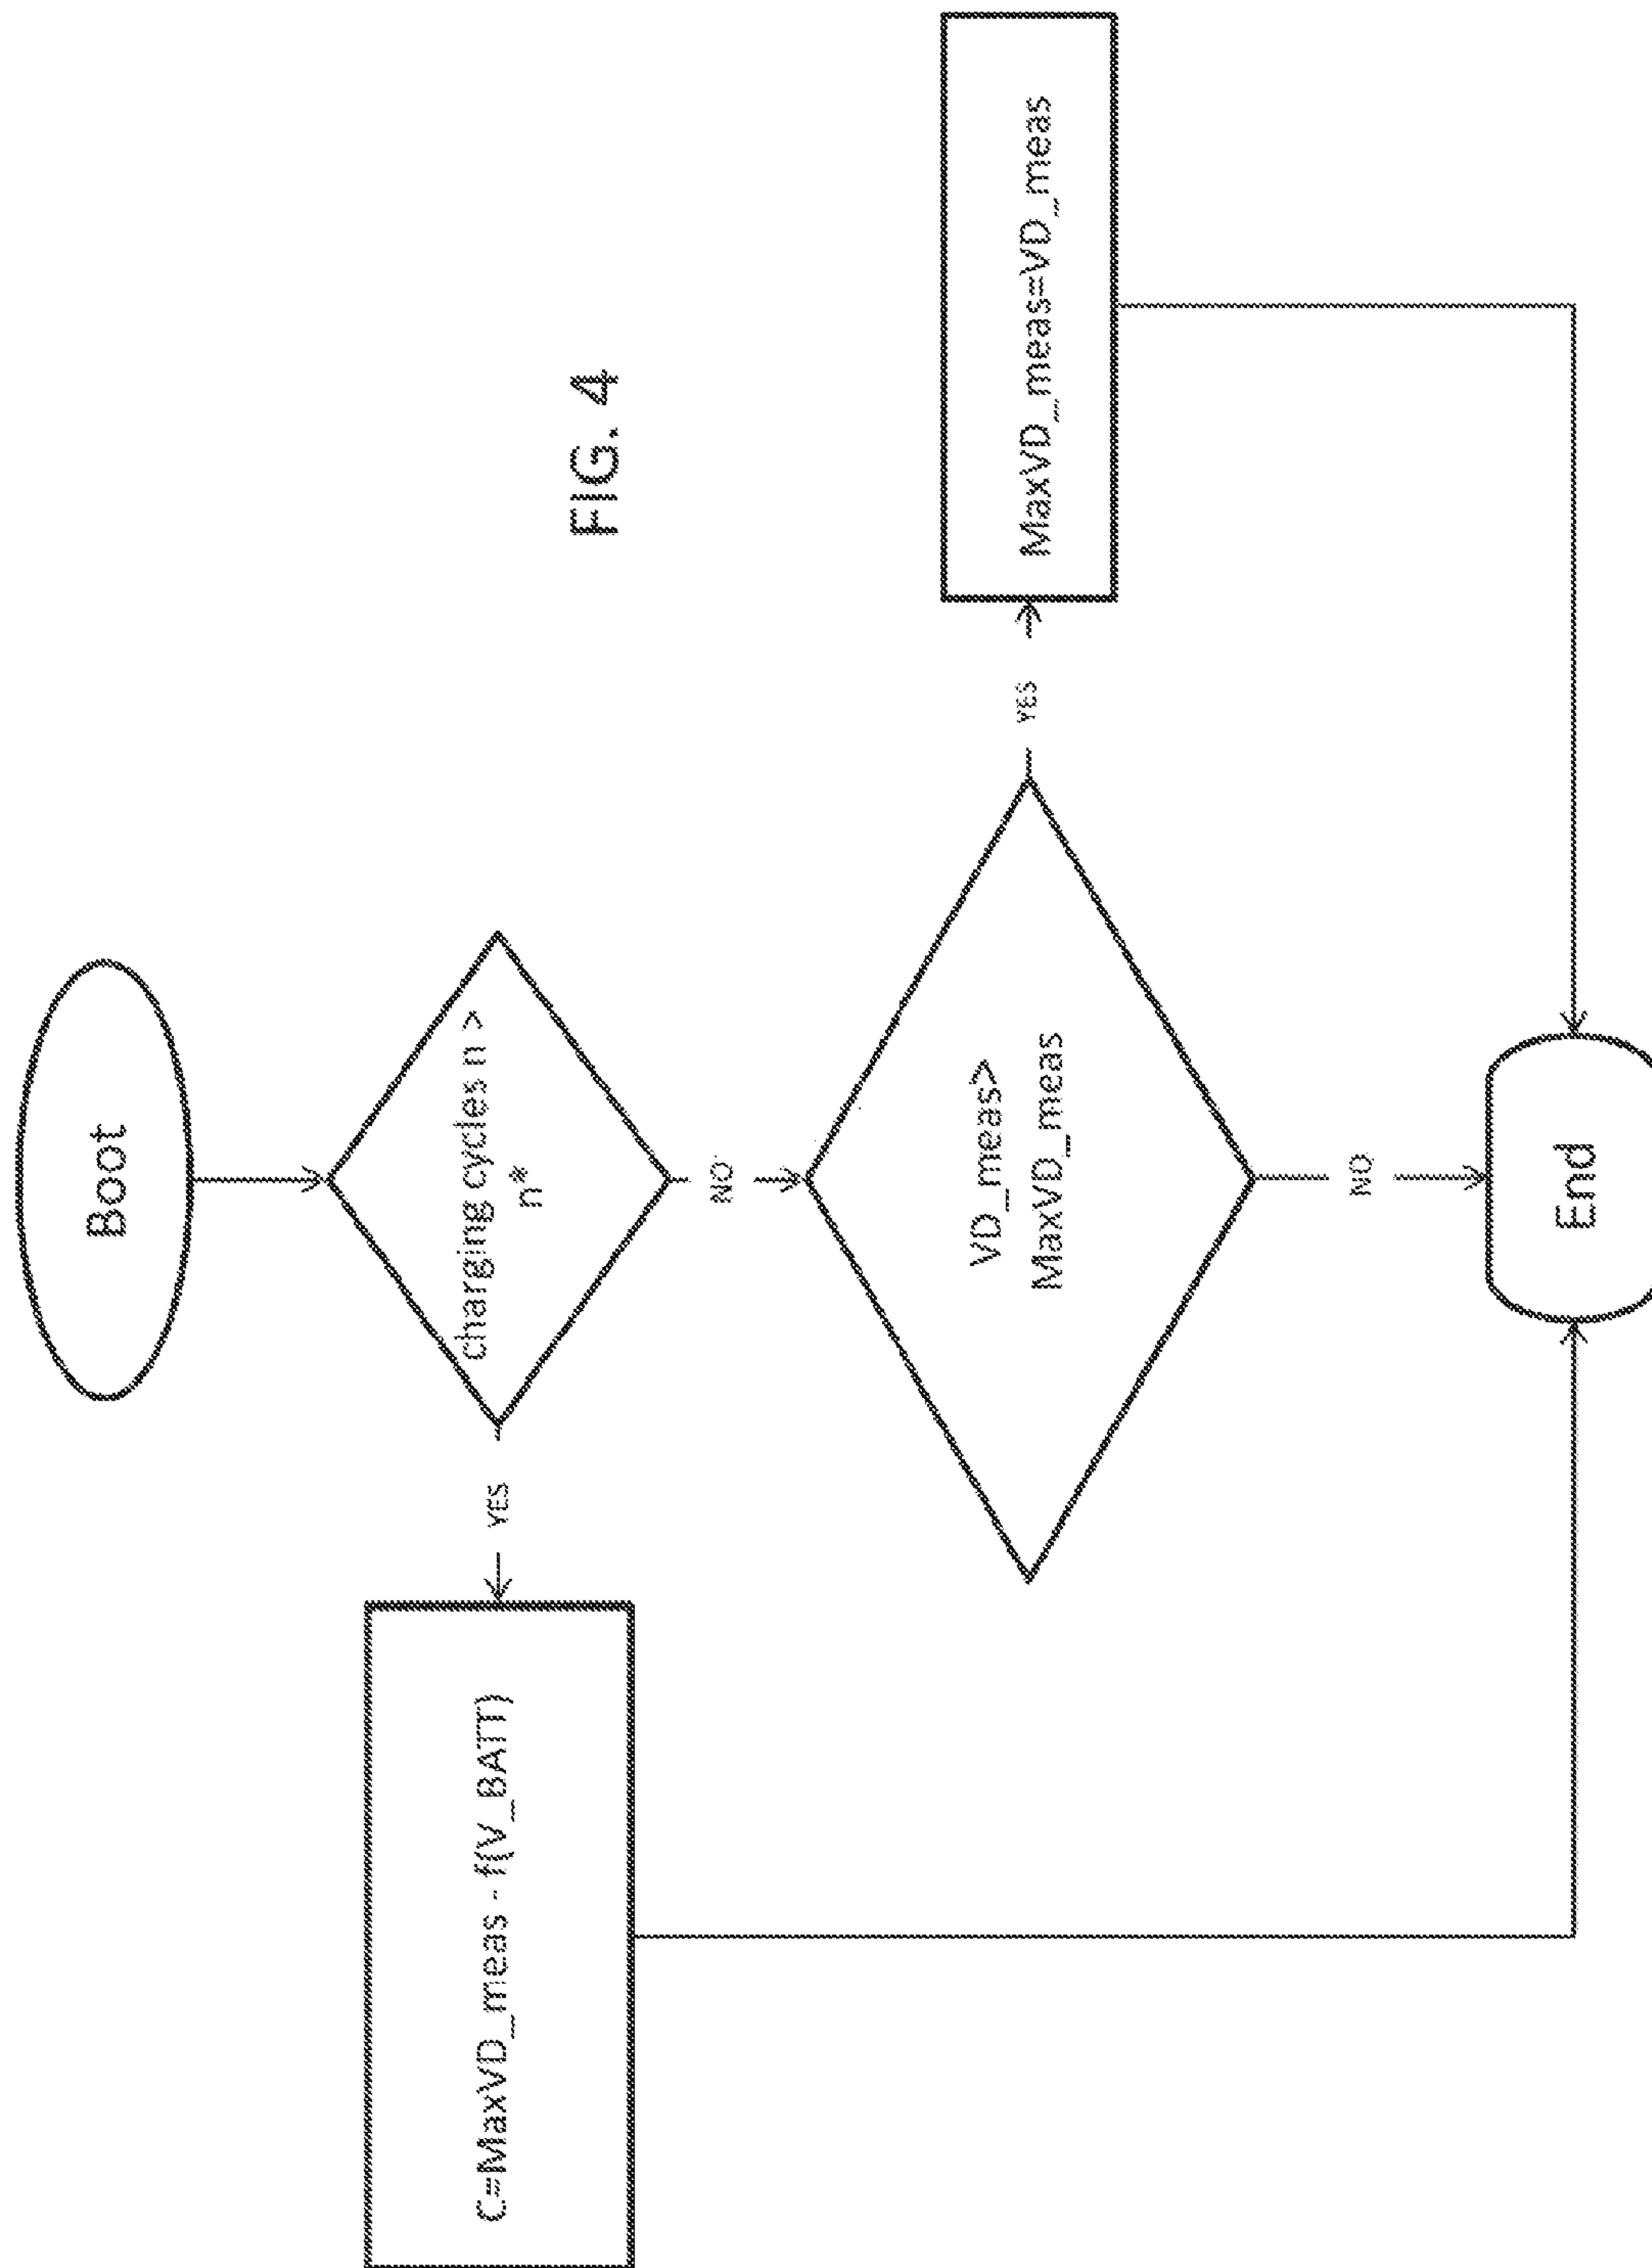 FIG. 4
Boot
charging cycles n >
n*
YES
NO
C=MaxVD_meas - f(V_BATT)
VD_meas>
MaxVD_meas
YES
NO
MaxVD_meas=VD_meas
End